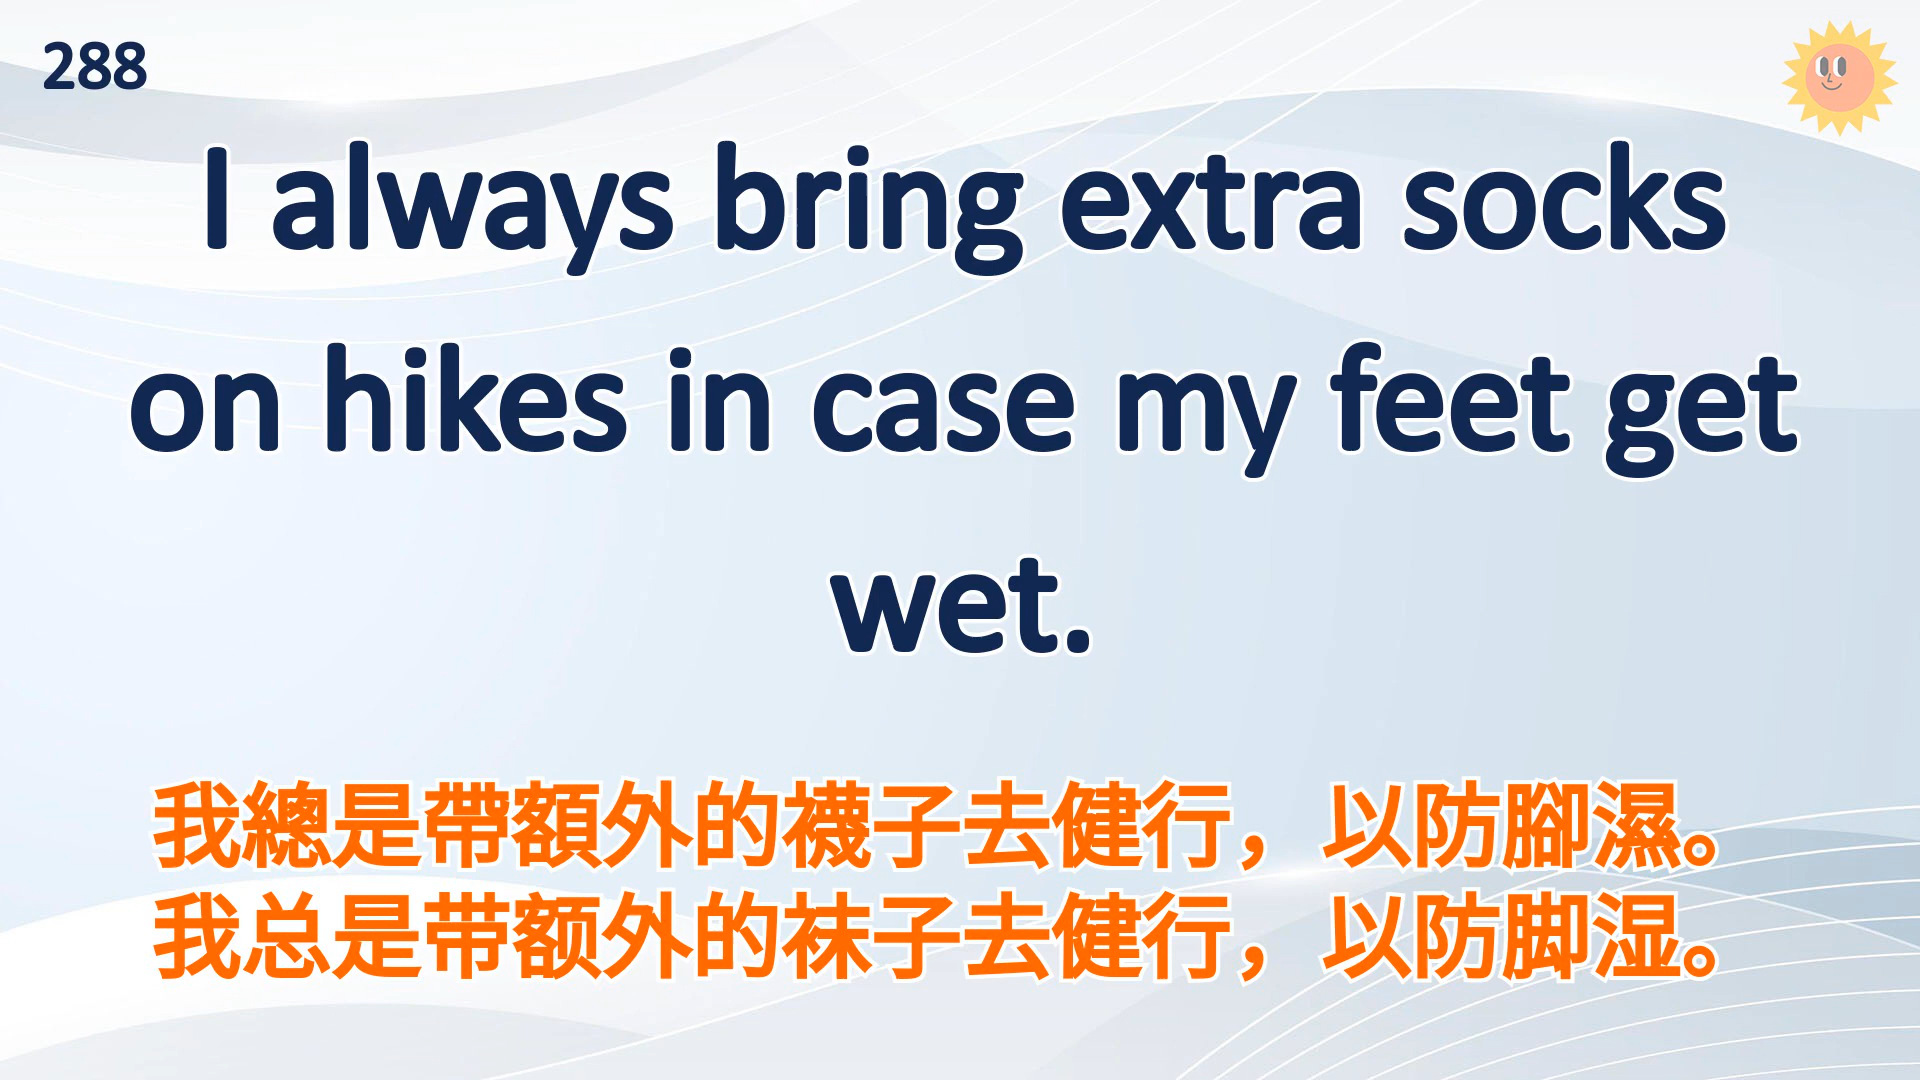 288
I always bring extra socks
on hikes in case my feet get
wet.
我總是帶額外的襪子去健行，以防腳濕。
我总是带额外的袜子去健行，以防脚湿。